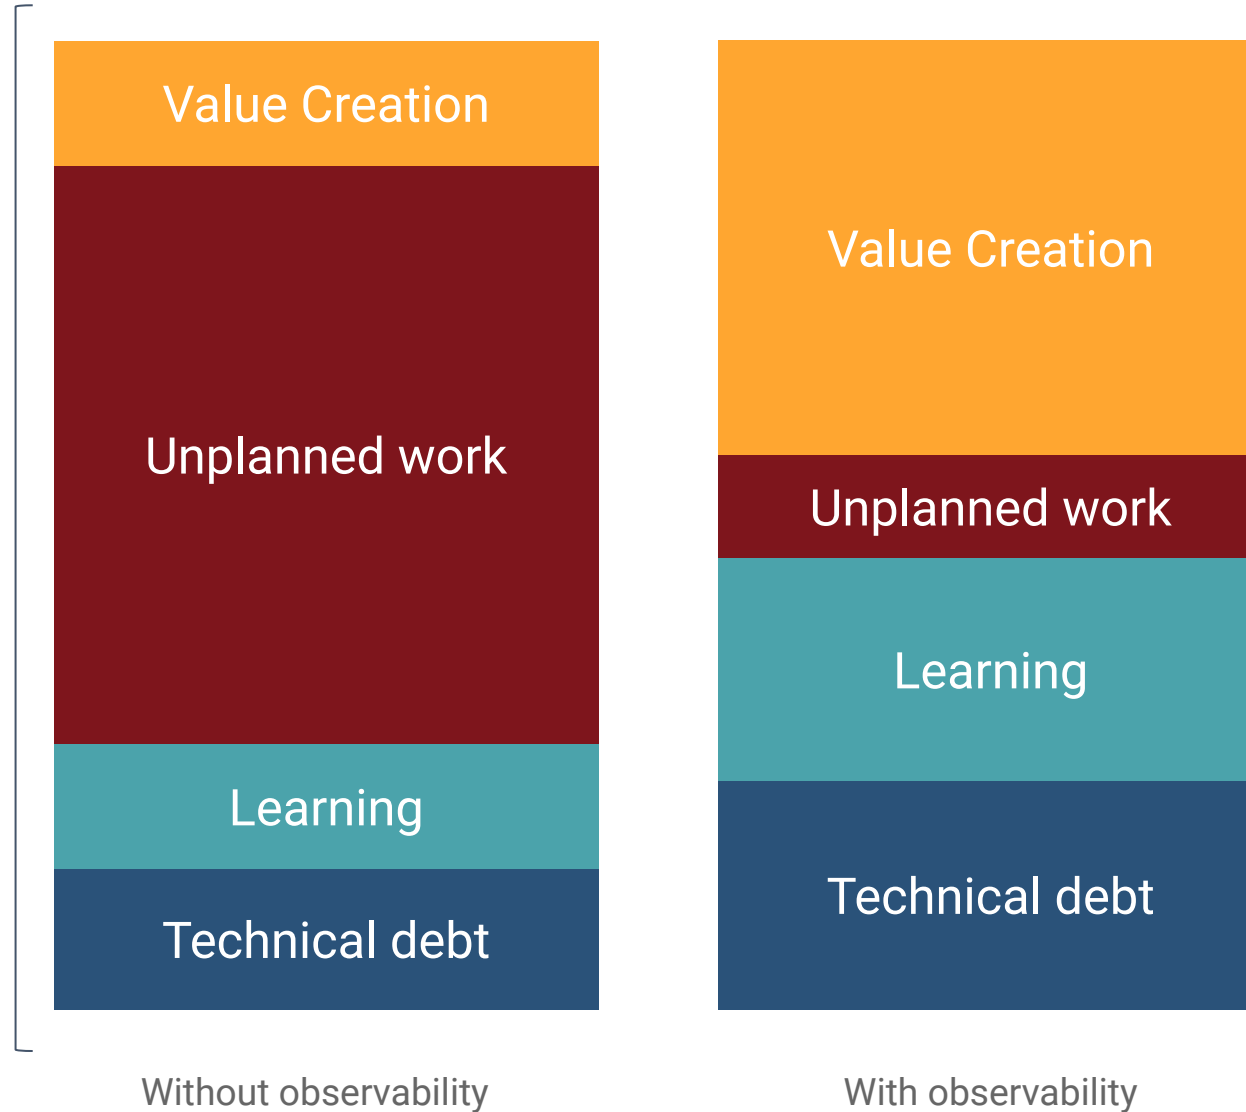 Value Creation
Unplanned work
Learning
Technical debt
Without observability
Value Creation
Unplanned work
Learning
Technical debt
With observability